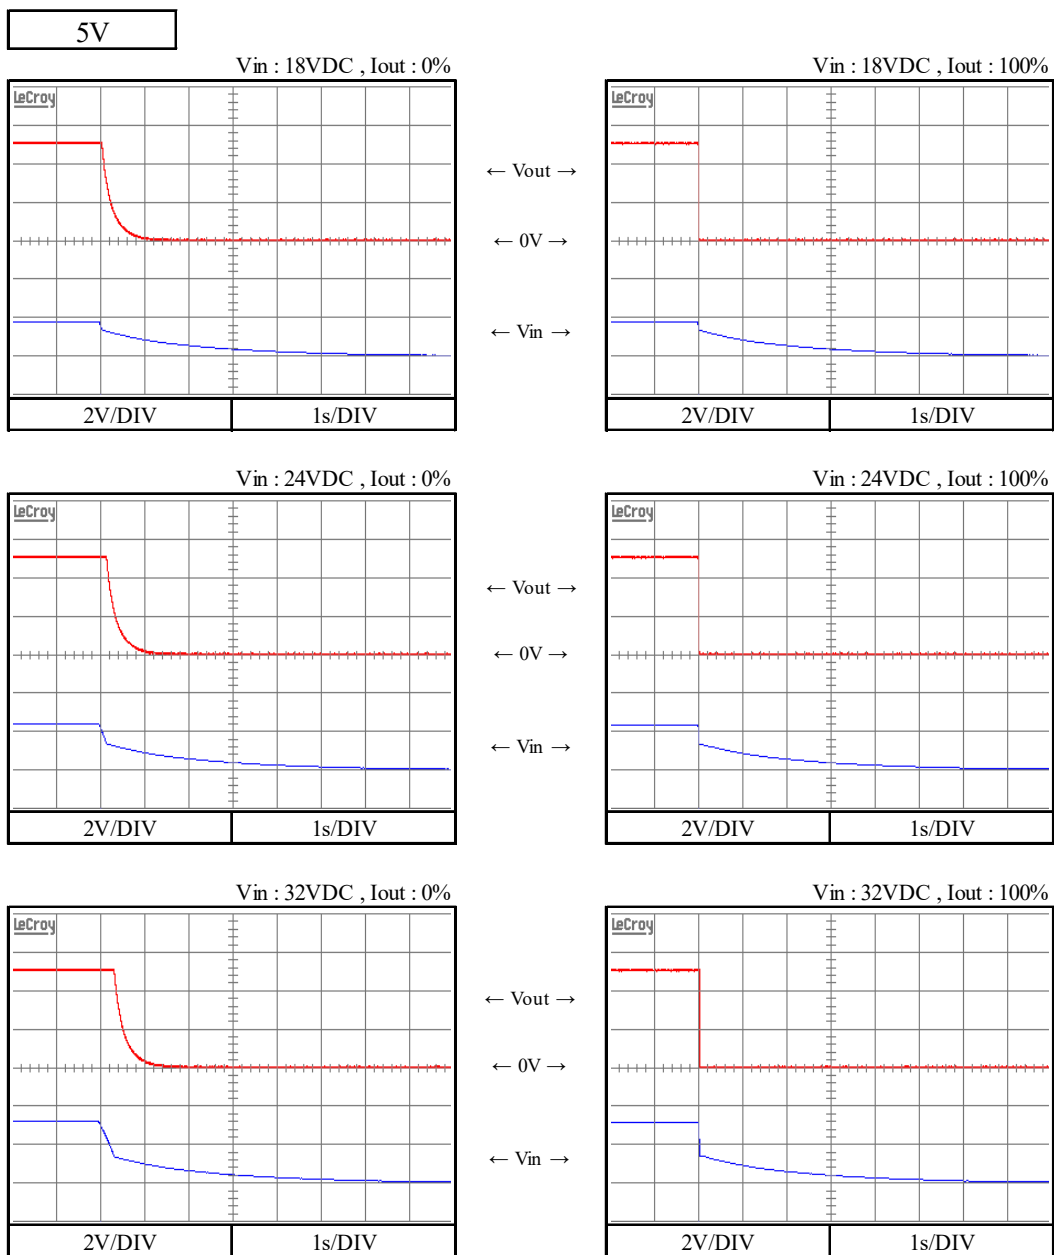 5V
Vin : 18VDC , Iout : 0%
Vin : 18VDC , Iout : 100%
LeCroy
LeCroy
← Vout →
← 0V →
← Vin →
2V/DIV
1s/DIV
2V/DIV
1s/DIV
Vin : 24VDC , Iout : 0%
Vin : 24VDC , Iout : 100%
LeCroy
LeCroy
← Vout →
← 0V →
← Vin →
2V/DIV
1s/DIV
2V/DIV
1s/DIV
Vin : 32VDC , Iout : 0%
Vin : 32VDC , Iout : 100%
LeCroy
LeCroy
← Vout →
← 0V →
← Vin →
2V/DIV
1s/DIV
2V/DIV
1s/DIV